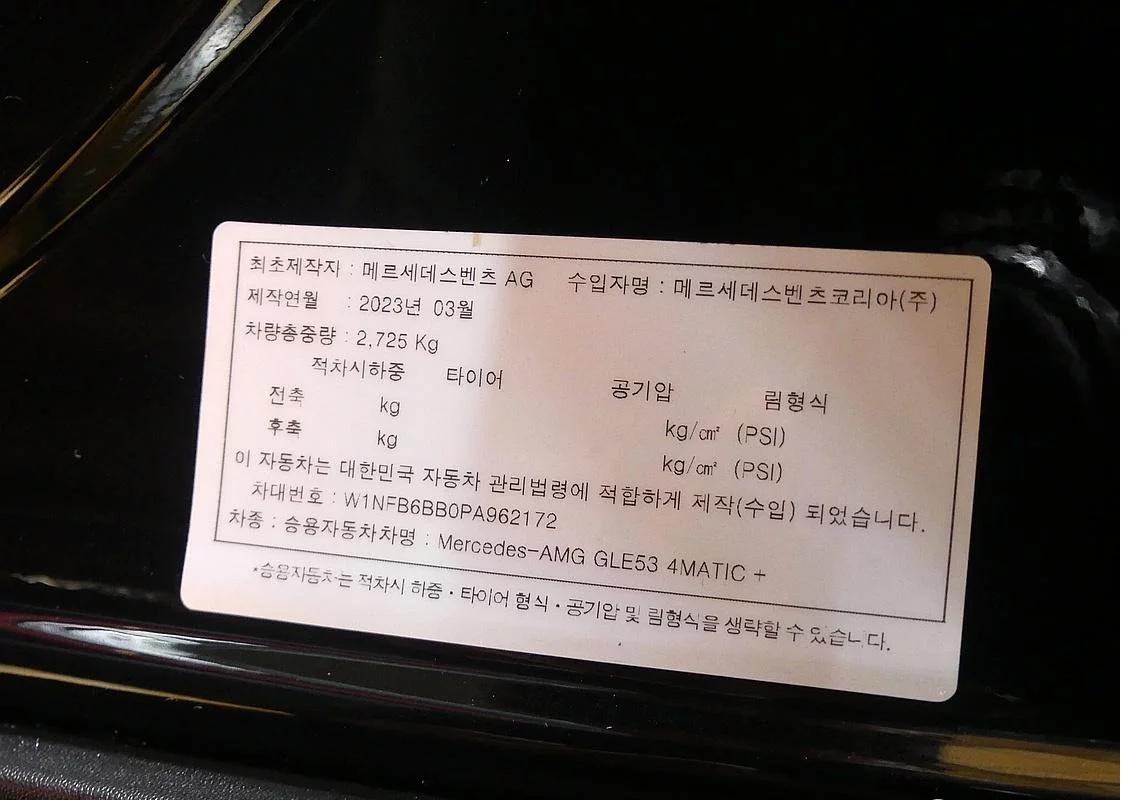 최초제작자 : 메르세데스벤츠 AG 수입자명 : 메르세데스벤츠코리아(주)
제작연월 : 2023년 03월
차량총중량 : 2,725 Kg
적차시하중 타이어 공기압 림형식
전축 kg kg/㎠ (PSI)
후축 kg kg/㎠ (PSI)
이 자동차는 대한민국 자동차 관리법령에 적합하게 제작(수입) 되었습니다.
차대번호 : W1NFB6BB0PA962172
차종 : 승용자동차차명 : Mercedes-AMG GLE53 4MATIC +
*승용자동차는 적차시 하중·타이어 형식·공기압 및 림형식을 생략할 수 있습니다.